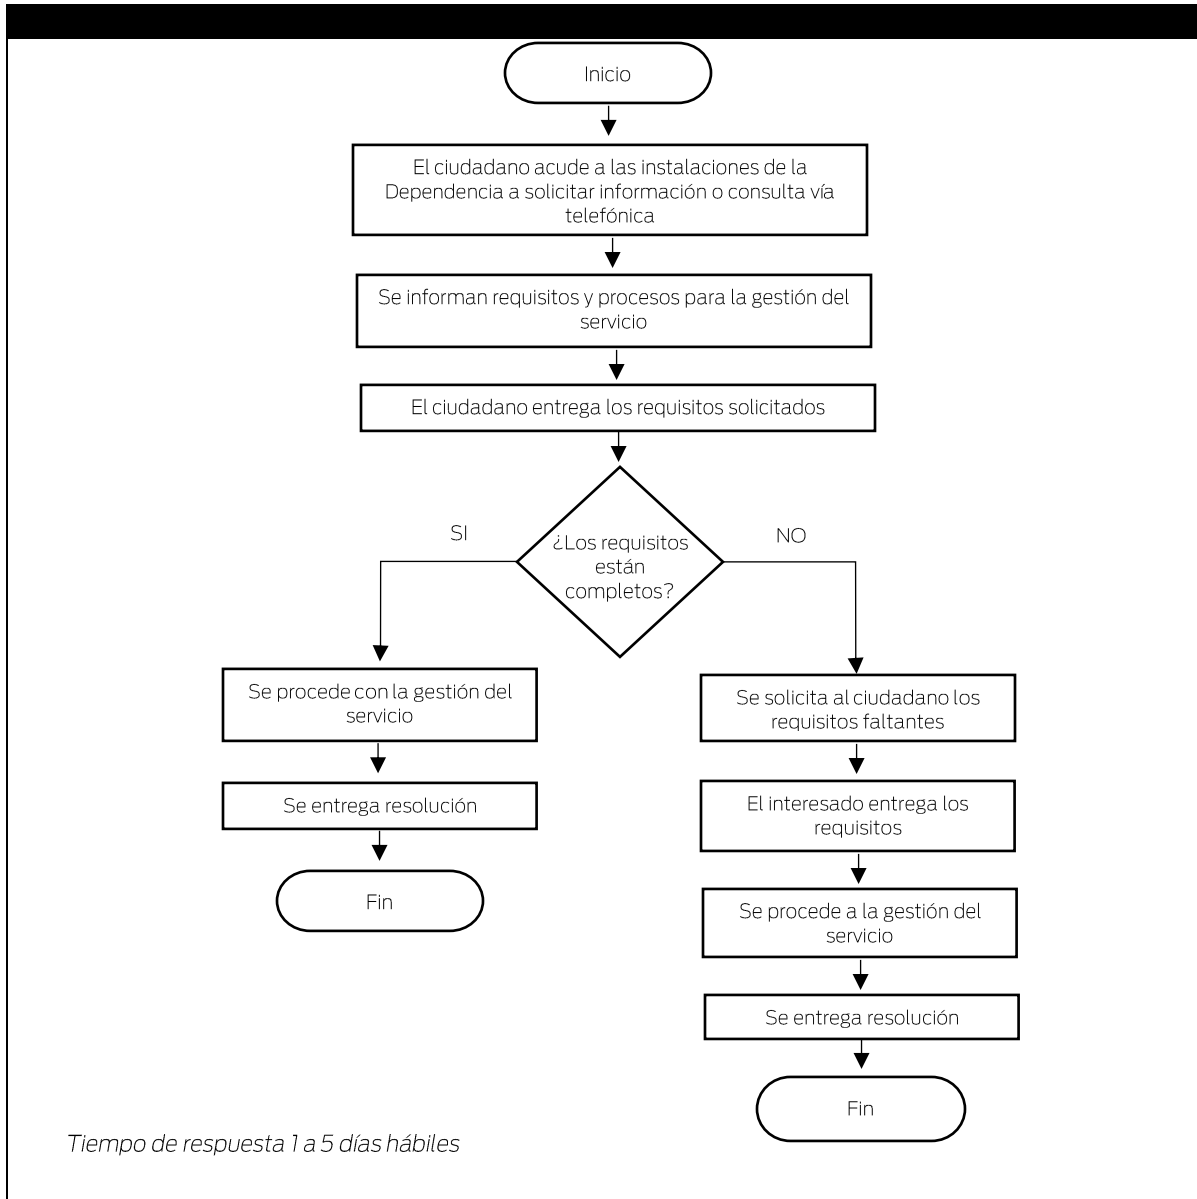 Inicio
El ciudadano acude a las instalaciones de la
Dependencia a solicitar información o consulta vía
telefónica
Se informan requisitos y procesos para la gestión del
servicio
El ciudadano entrega los requisitos solicitados
¿Los requisitos
están
completos?
SI
Se procede con la gestión del
servicio
Se entrega resolución
Fin
NO
Se solicita al ciudadano los
requisitos faltantes
El interesado entrega los
requisitos
Se procede a la gestión del
servicio
Se entrega resolución
Fin
Tiempo de respuesta 1 a 5 días hábiles